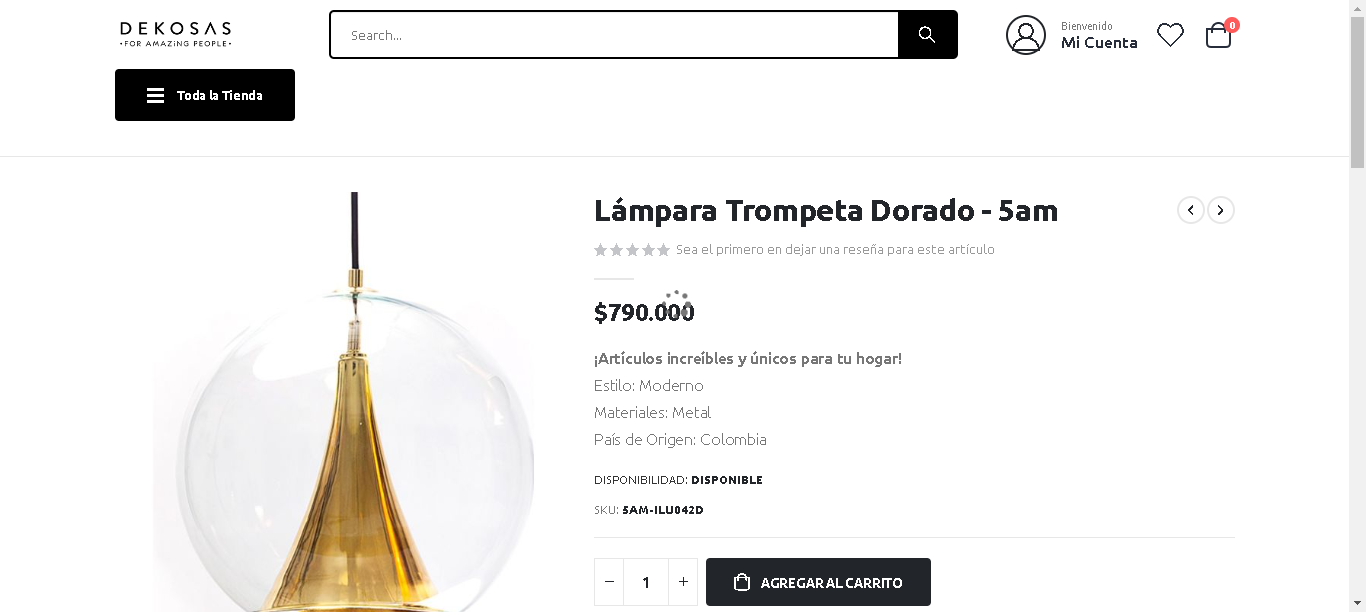 DEKOSAS
•FOR AMAZING PEOPLE•
Search...
Bienvenido
Mi Cuenta
0
Toda la Tienda
Lámpara Trompeta Dorado - 5am
Sea el primero en dejar una reseña para este artículo
$790.000
¡Artículos increíbles y únicos para tu hogar!
Estilo: Moderno
Materiales: Metal
País de Origen: Colombia
DISPONIBILIDAD: DISPONIBLE
SKU: 5AM-ILU042D
− 1 + AGREGAR AL CARRITO